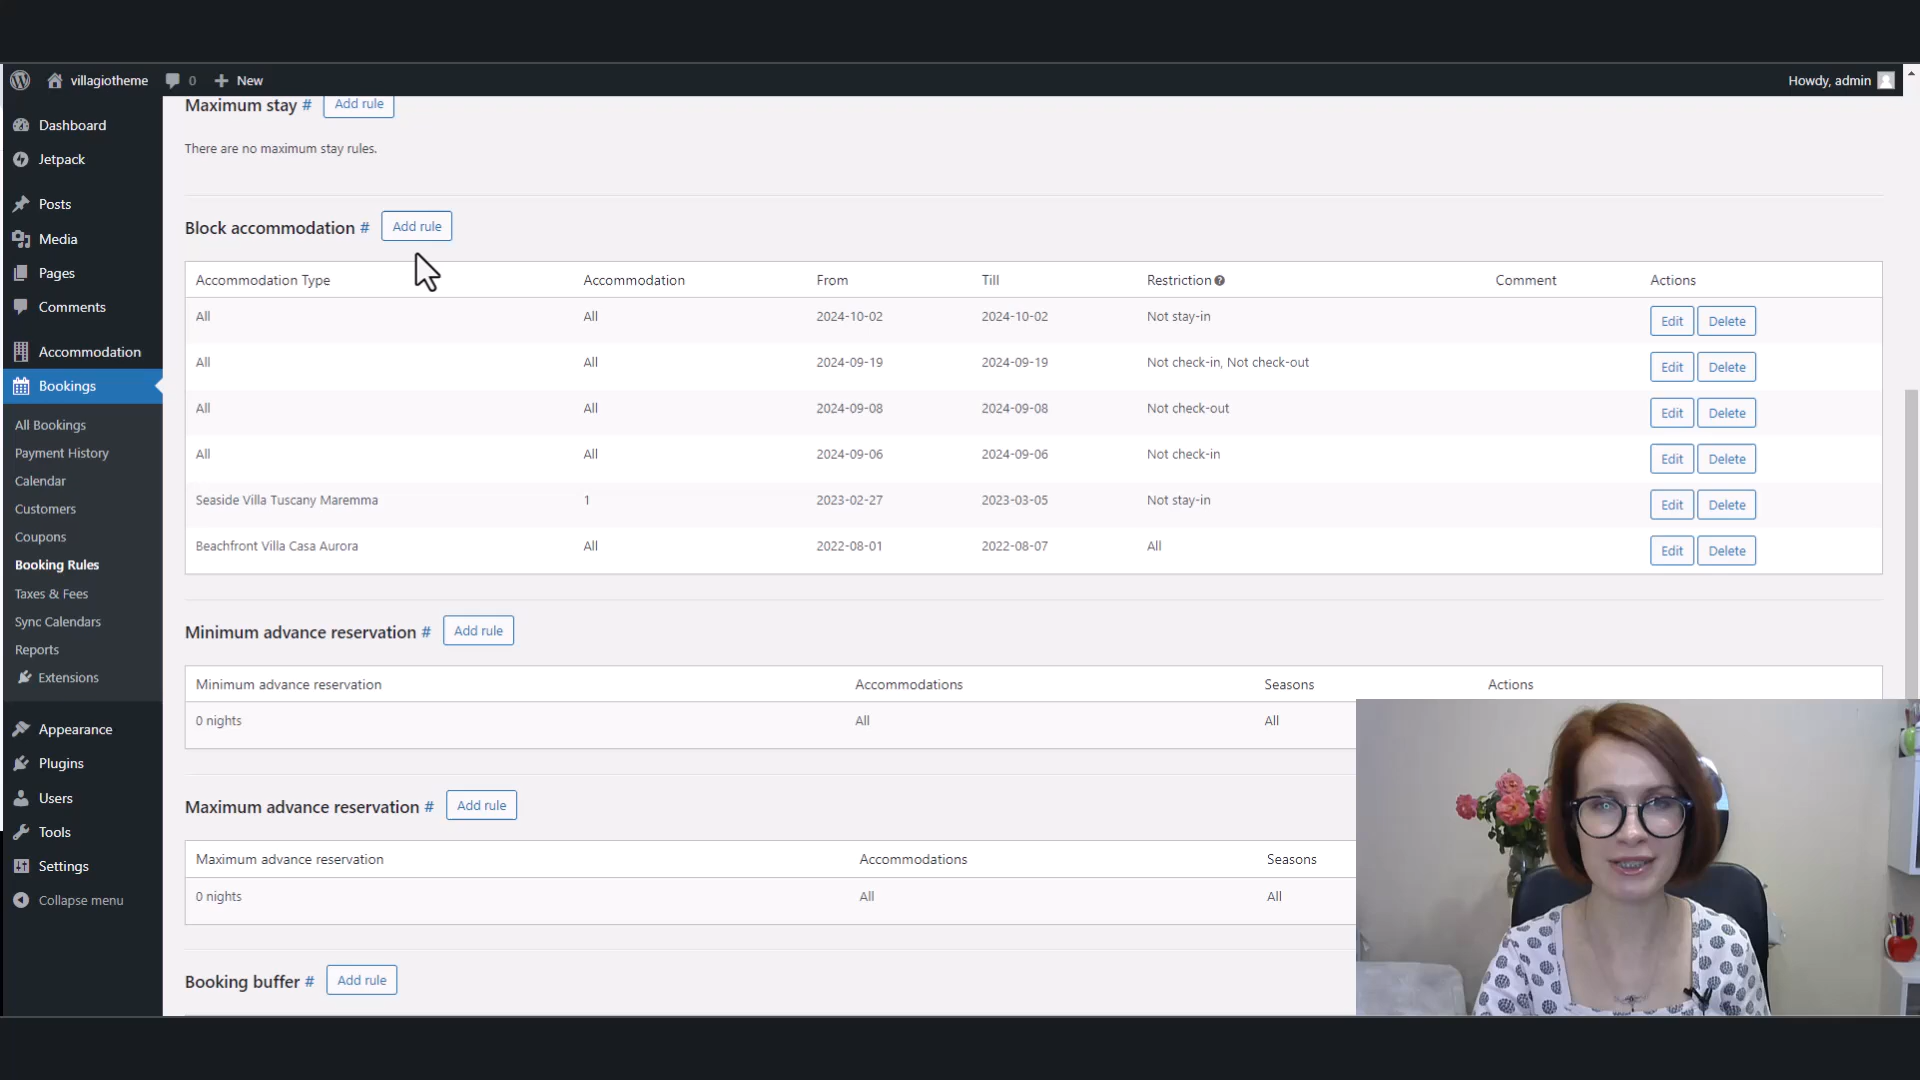 villagiotheme 0 New Howdy, admin
Dashboard
Jetpack
Posts
Media
Pages
Comments
Accommodation
Bookings
All Bookings
Payment History
Calendar
Customers
Coupons
Booking Rules
Taxes & Fees
Sync Calendars
Reports
Extensions
Appearance
Plugins
Users
Tools
Settings
Collapse menu
Maximum stay # Add rule
There are no maximum stay rules.
Block accommodation # Add rule
Accommodation Type Accommodation From Till Restriction Comment Actions
All All 2024-10-02 2024-10-02 Not stay-in Edit Delete
All All 2024-09-19 2024-09-19 Not check-in, Not check-out Edit Delete
All All 2024-09-08 2024-09-08 Not check-out Edit Delete
All All 2024-09-06 2024-09-06 Not check-in Edit Delete
Seaside Villa Tuscany Maremma 1 2023-02-27 2023-03-05 Not stay-in Edit Delete
Beachfront Villa Casa Aurora All 2022-08-01 2022-08-07 All Edit Delete
Minimum advance reservation # Add rule
Minimum advance reservation Accommodations Seasons Actions
0 nights All All
Maximum advance reservation # Add rule
Maximum advance reservation Accommodations Seasons
0 nights All All
Booking buffer # Add rule